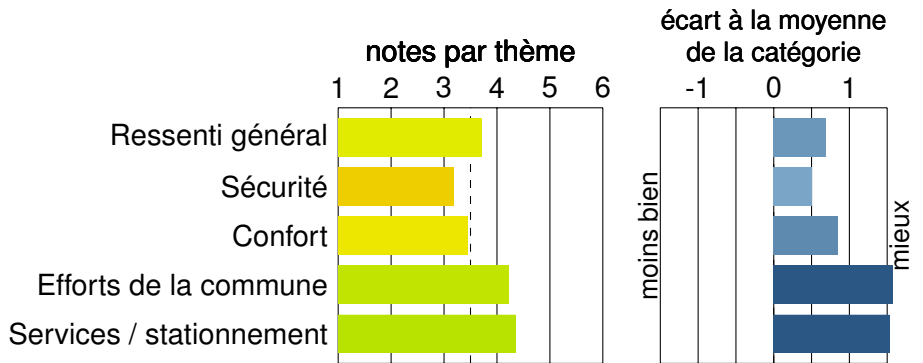 notes par thème
1 2 3 4 5 6
écart à la moyenne
de la catégorie
-1 0 1
Ressenti général
Sécurité
Confort
Efforts de la commune
Services / stationnement
moins bien
mieux